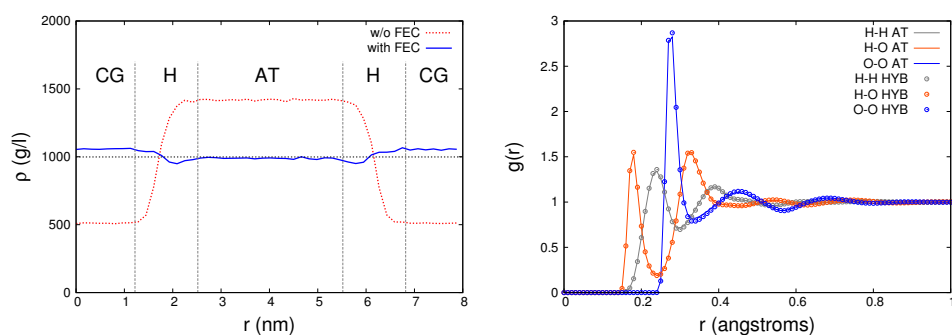 2000
1500
1000
500
0
ρ (g/l)
w/o FEC
with FEC
CG H AT H CG
0 1 2 3 4 5 6 7 8
r (nm)
3
2.5
2
1.5
1
0.5
0
g(r)
H-H AT
H-O AT
O-O AT
H-H HYB
H-O HYB
O-O HYB
0 0.2 0.4 0.6 0.8 1
r (angstroms)